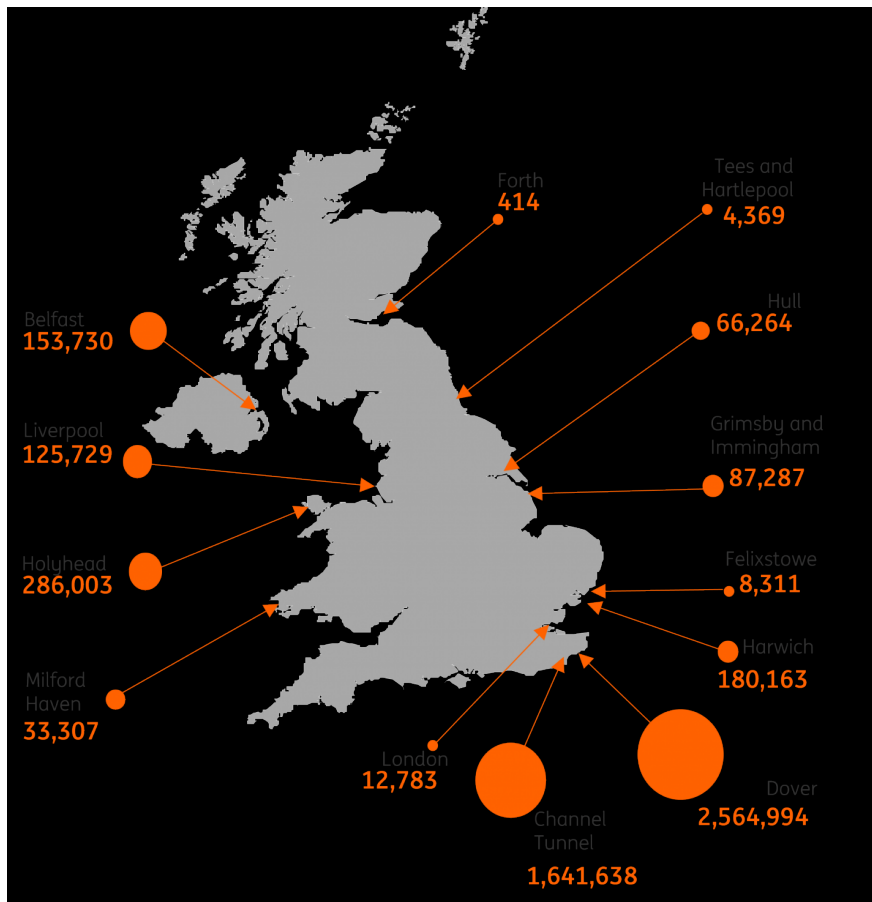 Forth
414
Tees and
Hartlepool
4,369
Hull
66,264
Belfast
153,730
Liverpool
125,729
Grimsby and
Immingham
87,287
Holyhead
286,003
Felixstowe
8,311
Harwich
180,163
Milford
Haven
33,307
London
12,783
Dover
2,564,994
Channel
Tunnel
1,641,638